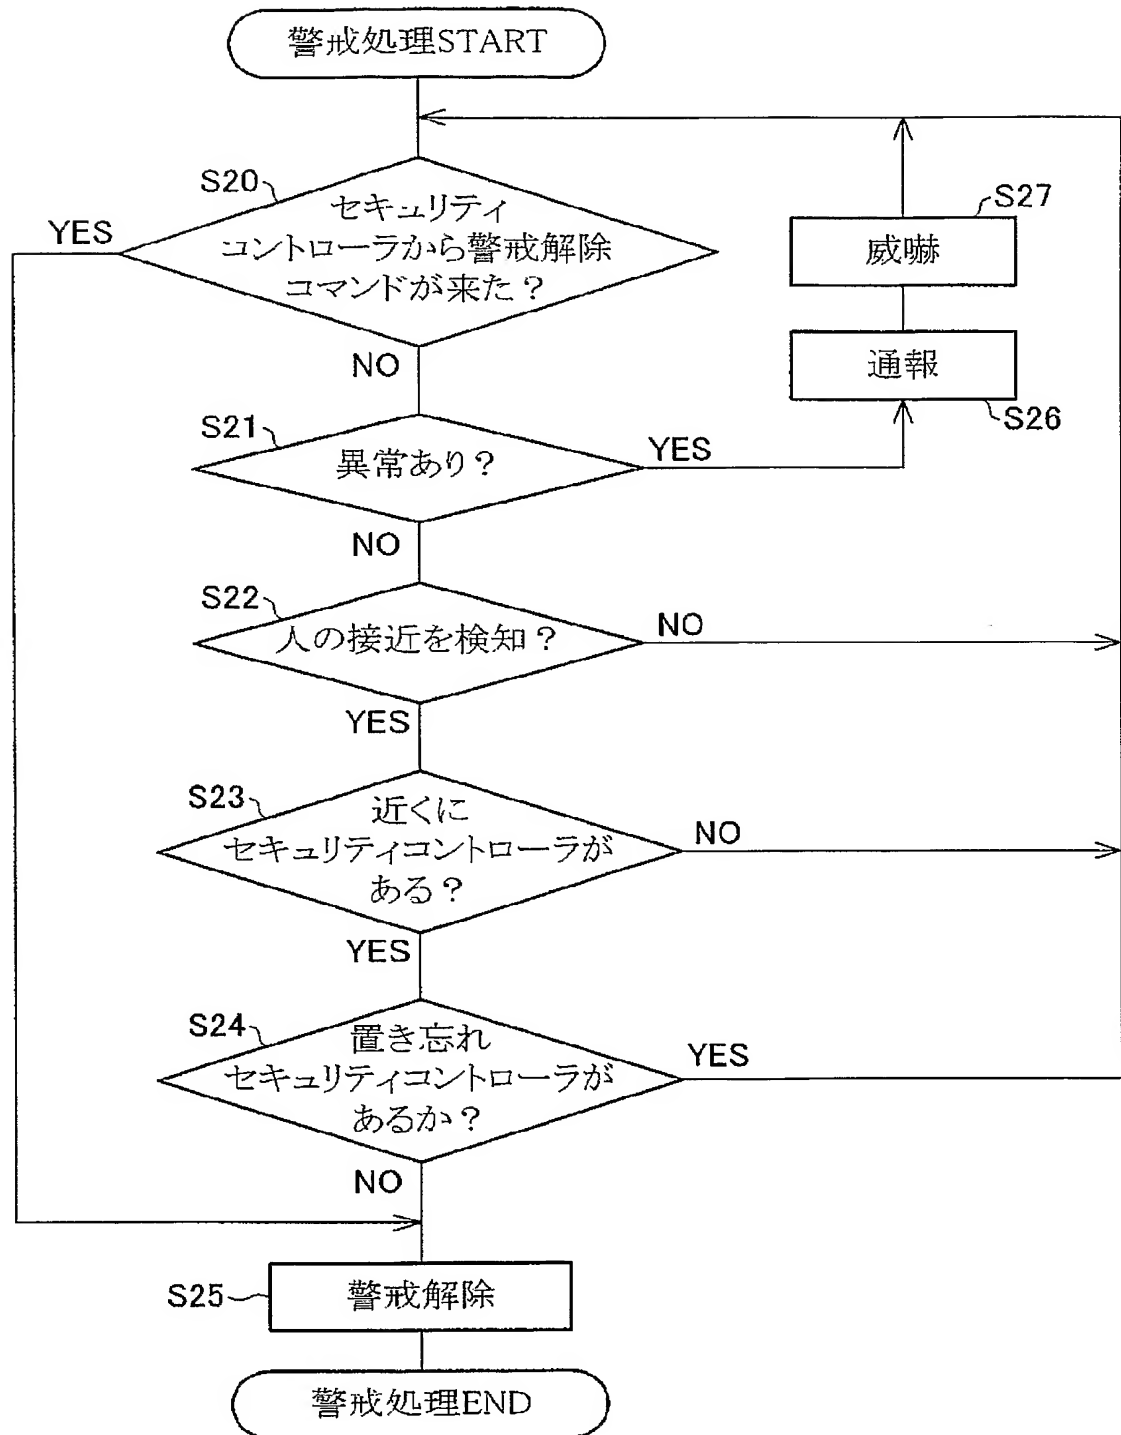 警戒処理START
S20
セキュリティ
コントローラから警戒解除
コマンドが来た？
YES
NO
S27
威嚇
通報
S26
S21
異常あり？
YES
NO
S22
人の接近を検知？
NO
YES
S23
近くに
セキュリティコントローラが
ある？
NO
YES
S24
置き忘れ
セキュリティコントローラが
あるか？
YES
NO
S25
警戒解除
警戒処理END